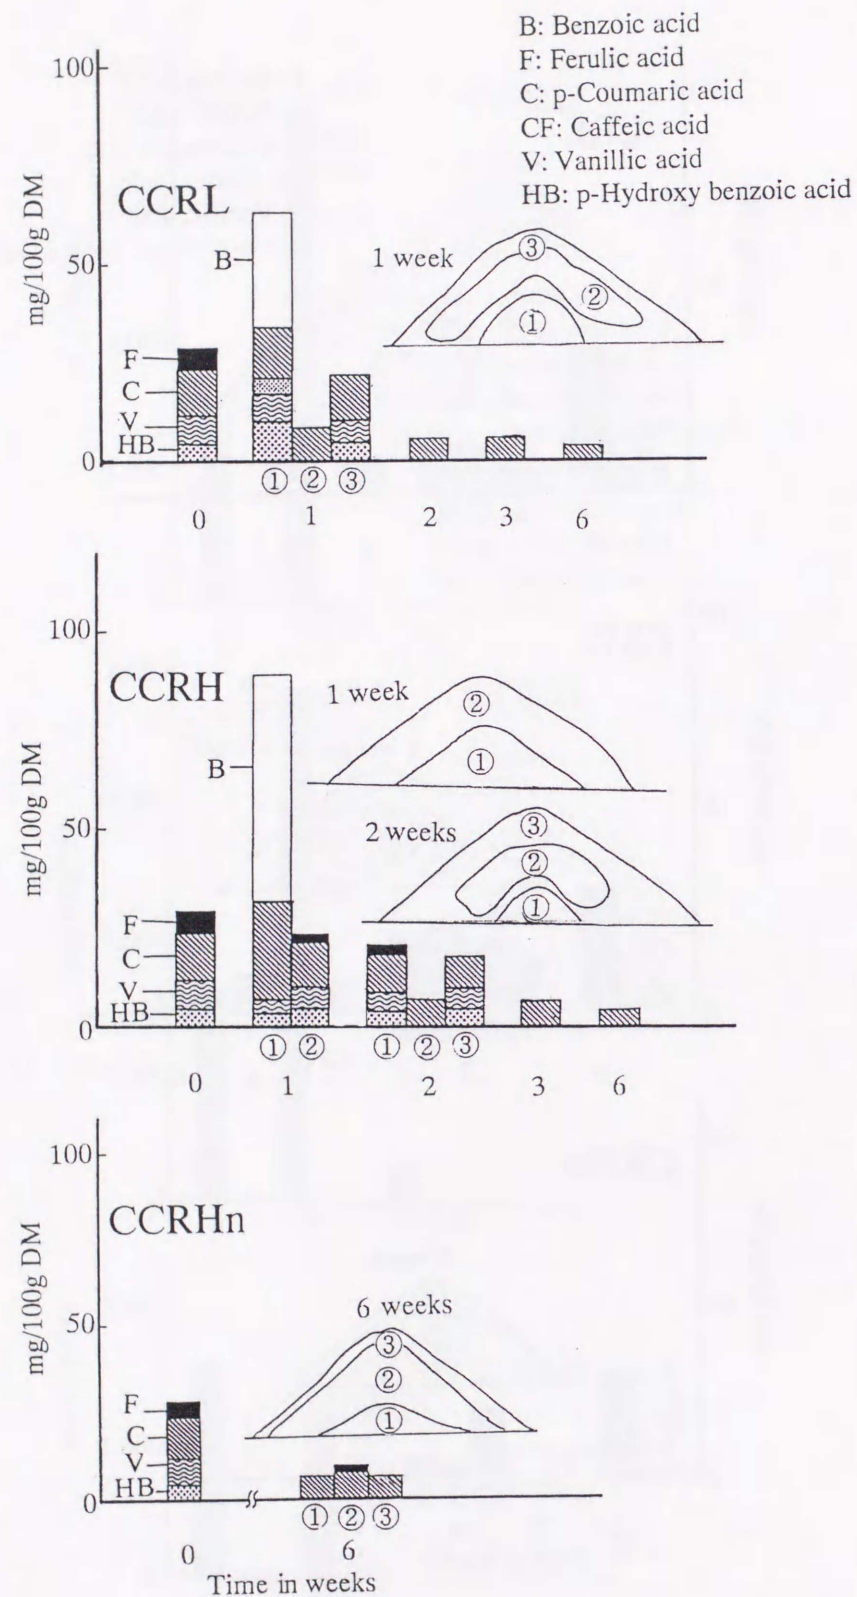 B: Benzoic acid
F: Ferulic acid
C: p-Coumaric acid
CF: Caffeic acid
V: Vanillic acid
HB: p-Hydroxy benzoic acid
mg/100g DM
100
50
0
CCRL
B
F
C
V
HB
1 week
③
②
①
① ② ③
0 1 2 3 6
mg/100g DM
100
50
0
CCRH
B
F
C
V
HB
1 week
②
①
2 weeks
③
②
①
① ② ① ② ③
0 1 2 3 6
mg/100g DM
100
50
0
CCRHn
F
C
V
HB
6 weeks
③
②
①
① ② ③
0 6
Time in weeks